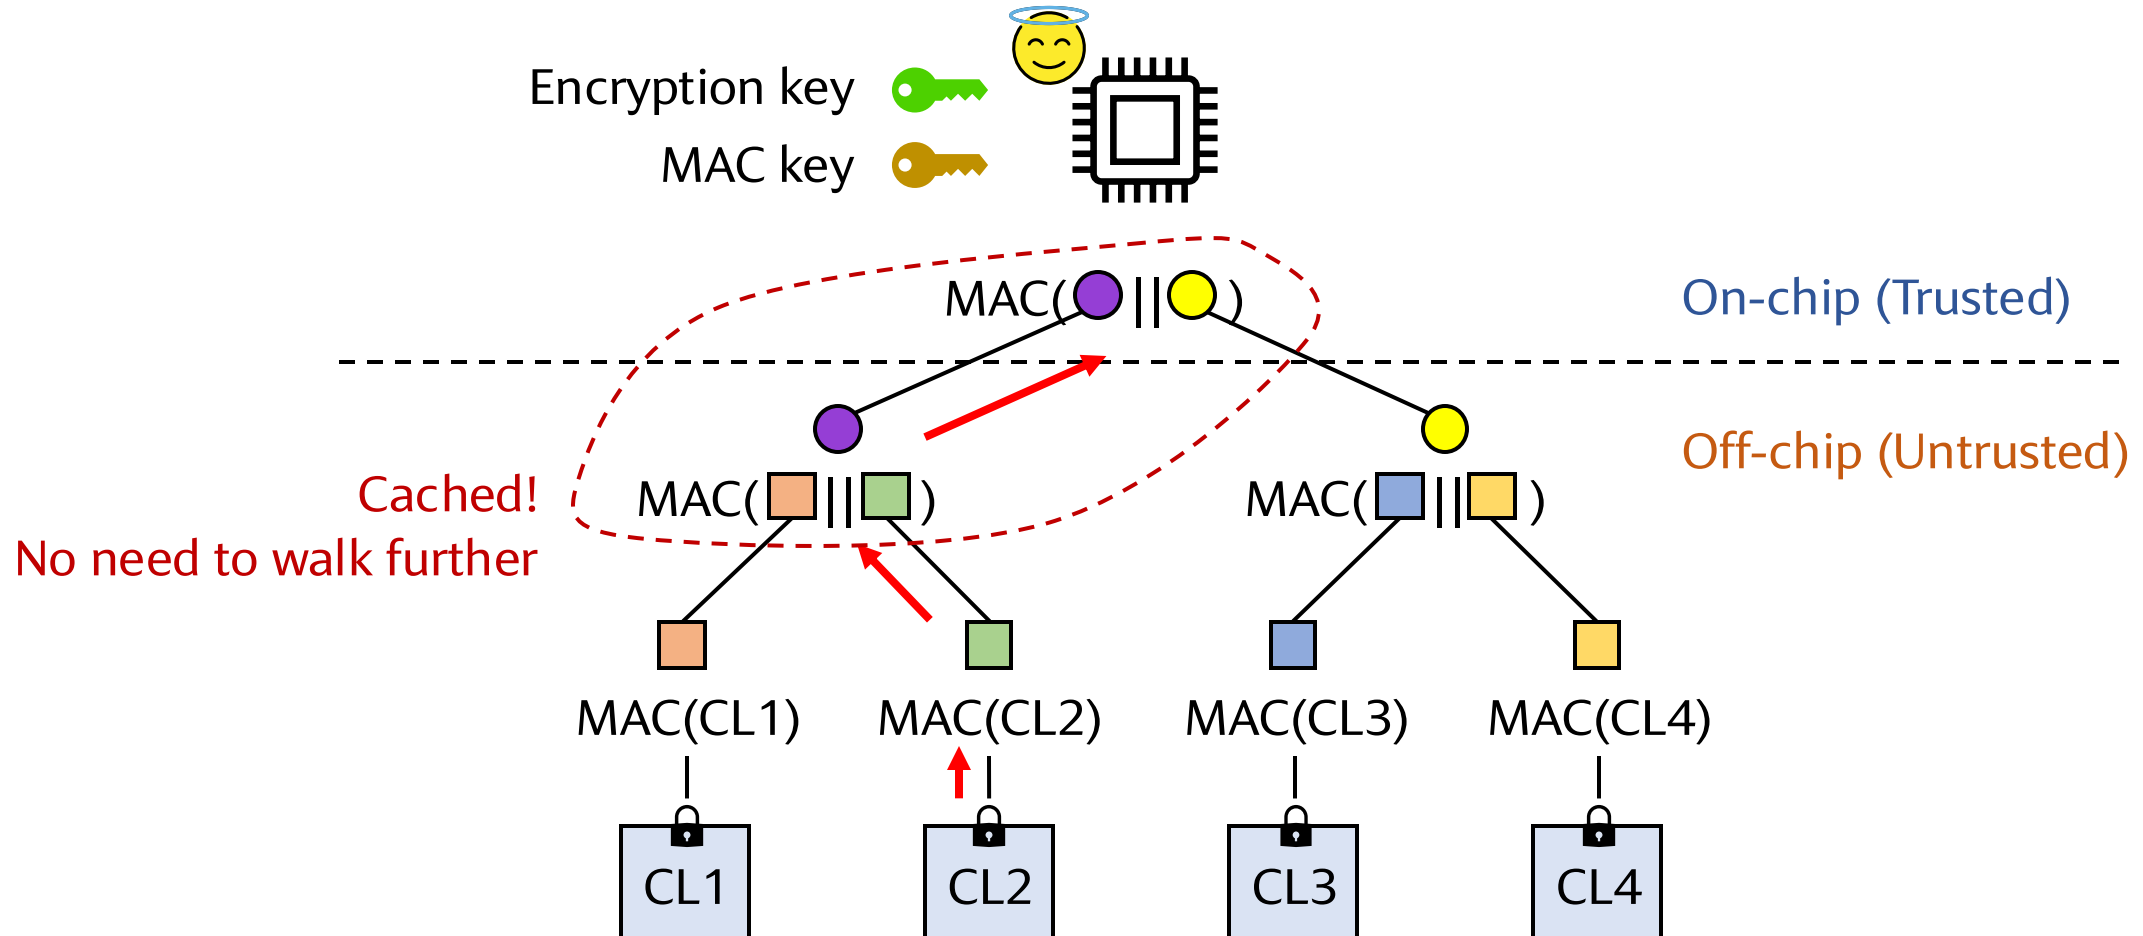 Encryption key
MAC key
MAC( || )
On-chip (Trusted)
Off-chip (Untrusted)
Cached!
No need to walk further
MAC( || )
MAC( || )
MAC(CL1)
MAC(CL2)
MAC(CL3)
MAC(CL4)
CL1
CL2
CL3
CL4